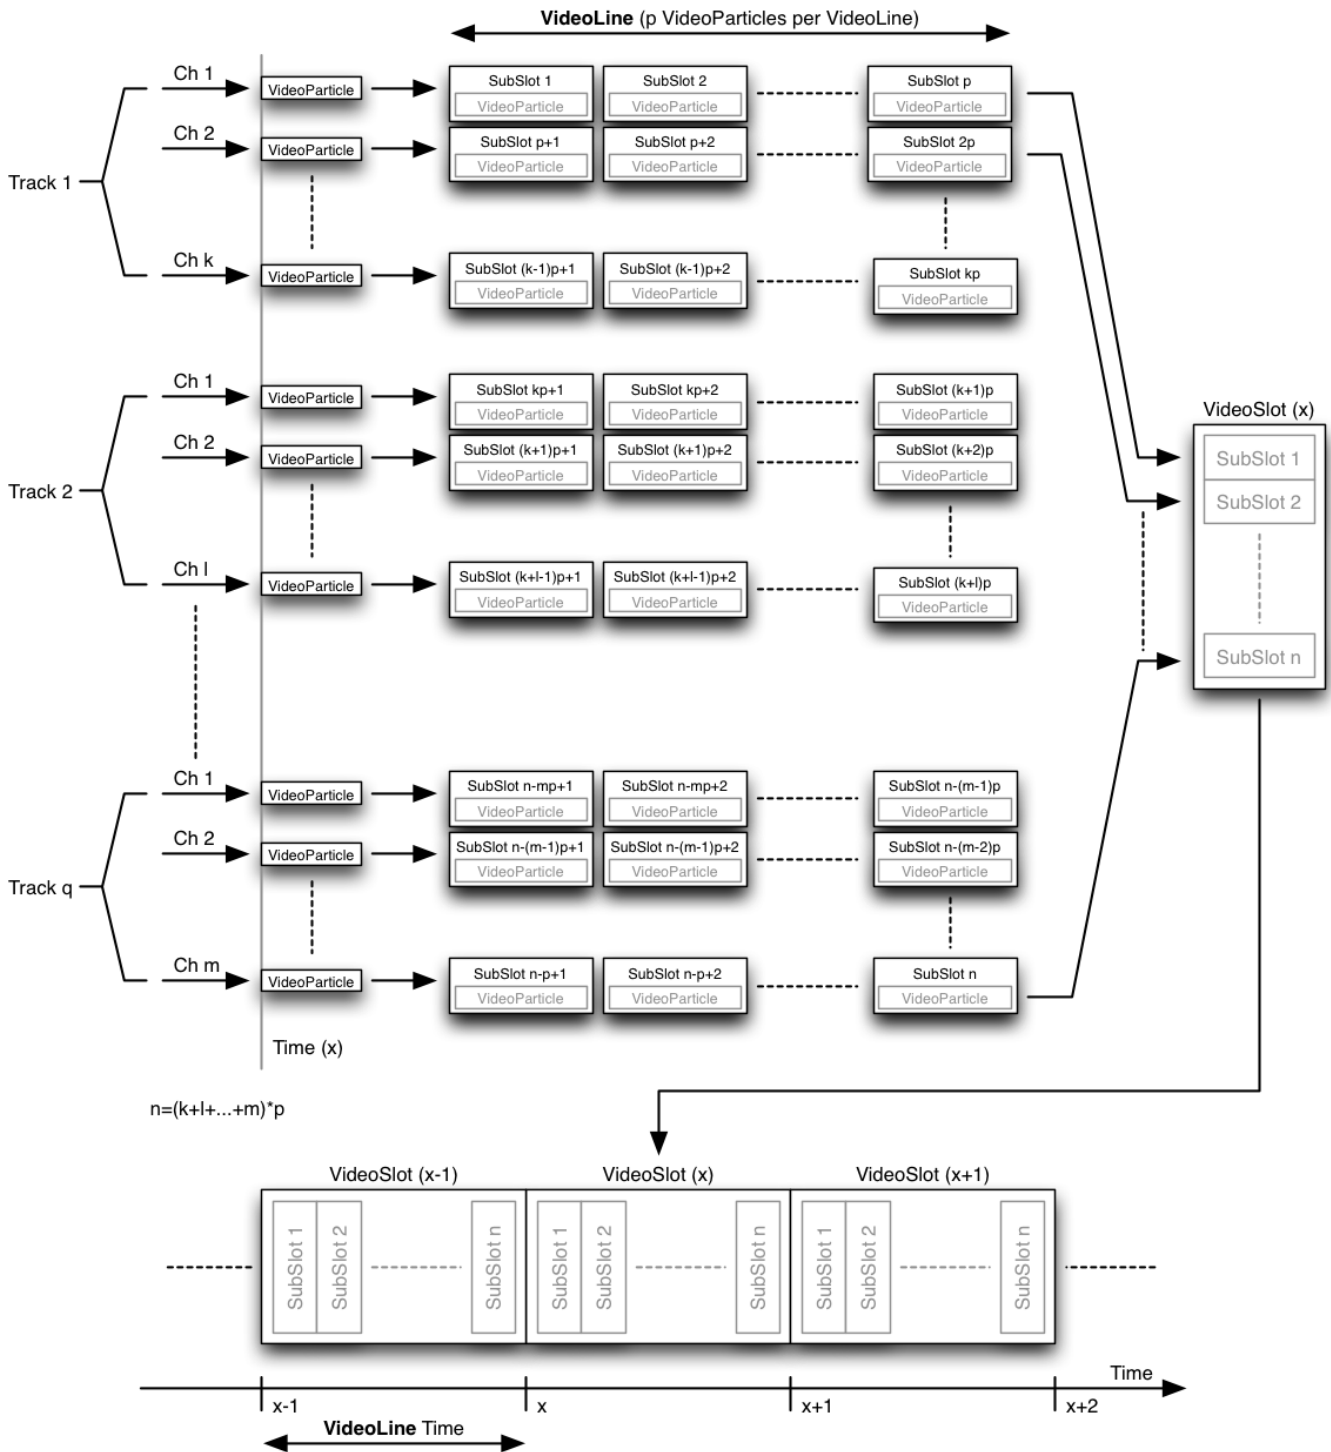 VideoLine (p VideoParticles per VideoLine)
Track 1
Ch 1
VideoParticle
SubSlot 1
VideoParticle
SubSlot 2
VideoParticle
SubSlot p
VideoParticle
Ch 2
VideoParticle
SubSlot p+1
VideoParticle
SubSlot p+2
VideoParticle
SubSlot 2p
VideoParticle
Ch k
VideoParticle
SubSlot (k-1)p+1
VideoParticle
SubSlot (k-1)p+2
VideoParticle
SubSlot kp
VideoParticle
Track 2
Ch 1
VideoParticle
SubSlot kp+1
VideoParticle
SubSlot kp+2
VideoParticle
SubSlot (k+1)p
VideoParticle
Ch 2
VideoParticle
SubSlot (k+1)p+1
VideoParticle
SubSlot (k+1)p+2
VideoParticle
SubSlot (k+2)p
VideoParticle
Ch l
VideoParticle
SubSlot (k+l-1)p+1
VideoParticle
SubSlot (k+l-1)p+2
VideoParticle
SubSlot (k+l)p
VideoParticle
Track q
Ch 1
VideoParticle
SubSlot n-mp+1
VideoParticle
SubSlot n-mp+2
VideoParticle
SubSlot n-(m-1)p
VideoParticle
Ch 2
VideoParticle
SubSlot n-(m-1)p+1
VideoParticle
SubSlot n-(m-1)p+2
VideoParticle
SubSlot n-(m-2)p
VideoParticle
Ch m
VideoParticle
SubSlot n-p+1
VideoParticle
SubSlot n-p+2
VideoParticle
SubSlot n
VideoParticle
VideoSlot (x)
SubSlot 1
SubSlot 2
SubSlot n
Time (x)
n=(k+l+...+m)*p
VideoSlot (x-1)
SubSlot 1
SubSlot 2
SubSlot n
VideoSlot (x)
SubSlot 1
SubSlot 2
SubSlot n
VideoSlot (x+1)
SubSlot 1
SubSlot 2
SubSlot n
Time
x-1
x
x+1
x+2
VideoLine Time